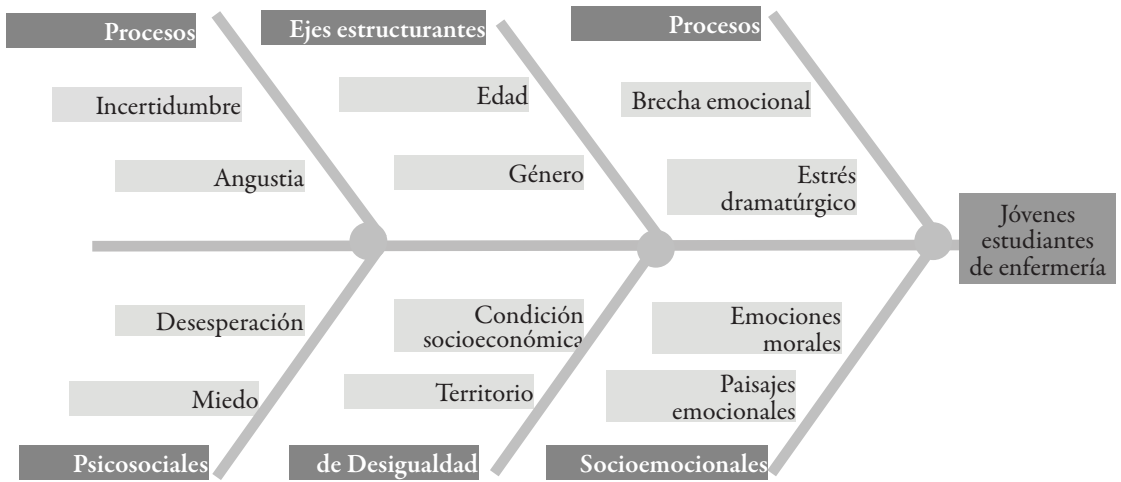 Procesos
Ejes estructurantes
Procesos
Incertidumbre
Edad
Brecha emocional
Angustia
Género
Estrés
dramatúrgico
Jóvenes
estudiantes
de enfermería
Desesperación
Condición
socioeconómica
Emociones
morales
Miedo
Territorio
Paisajes
emocionales
Psicosociales
de Desigualdad
Socioemocionales